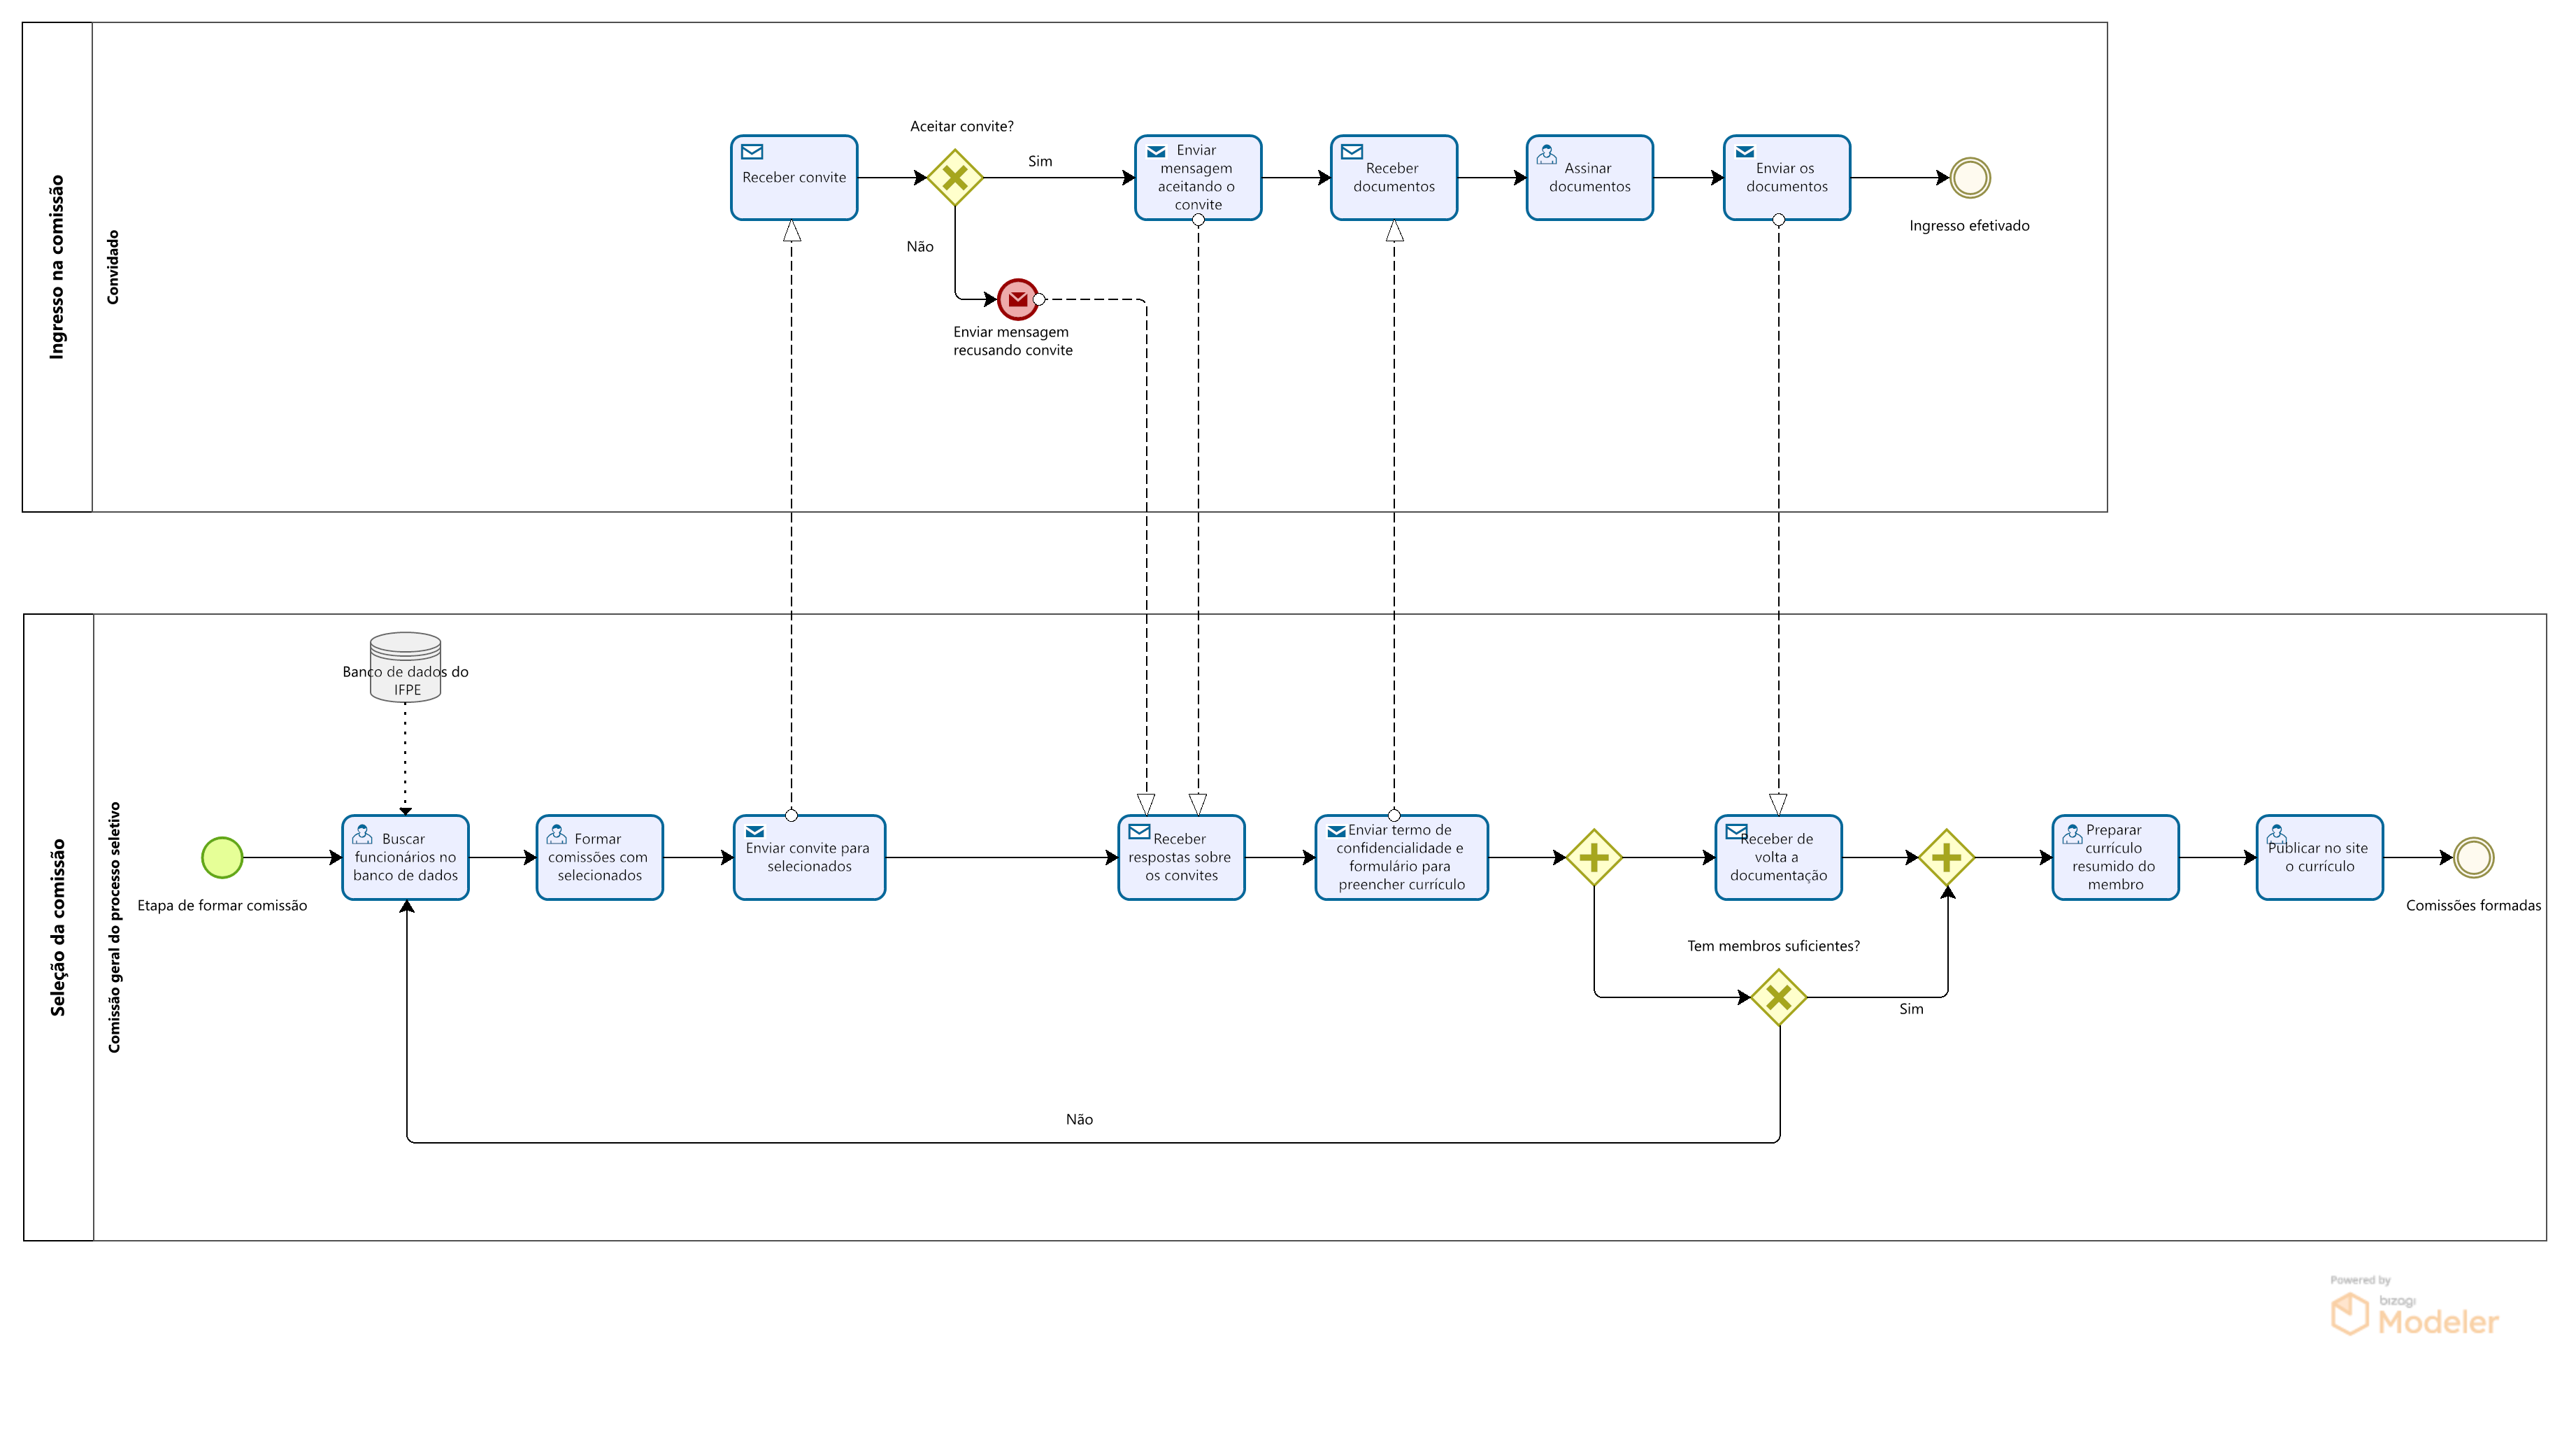 Ingresso na comissão
Convidado
Receber convite
Aceitar convite?
Sim
Não
Enviar mensagem
recusando convite
Enviar
mensagem
aceitando o
convite
Receber
documentos
Assinar
documentos
Enviar os
documentos
Ingresso efetivado
Seleção da comissão
Comissão geral do processo seletivo
Banco de dados do
IFPE
Etapa de formar comissão
Buscar
funcionários no
banco de dados
Formar
comissões com
selecionados
Enviar convite para
selecionados
Receber
respostas sobre
os convites
Enviar termo de
confidencialidade e
formulário para
preencher currículo
Receber de
volta a
documentação
Tem membros suficientes?
Sim
Não
Preparar
currículo
resumido do
membro
Publicar no site
o currículo
Comissões formadas
Powered by
bizagi
Modeler